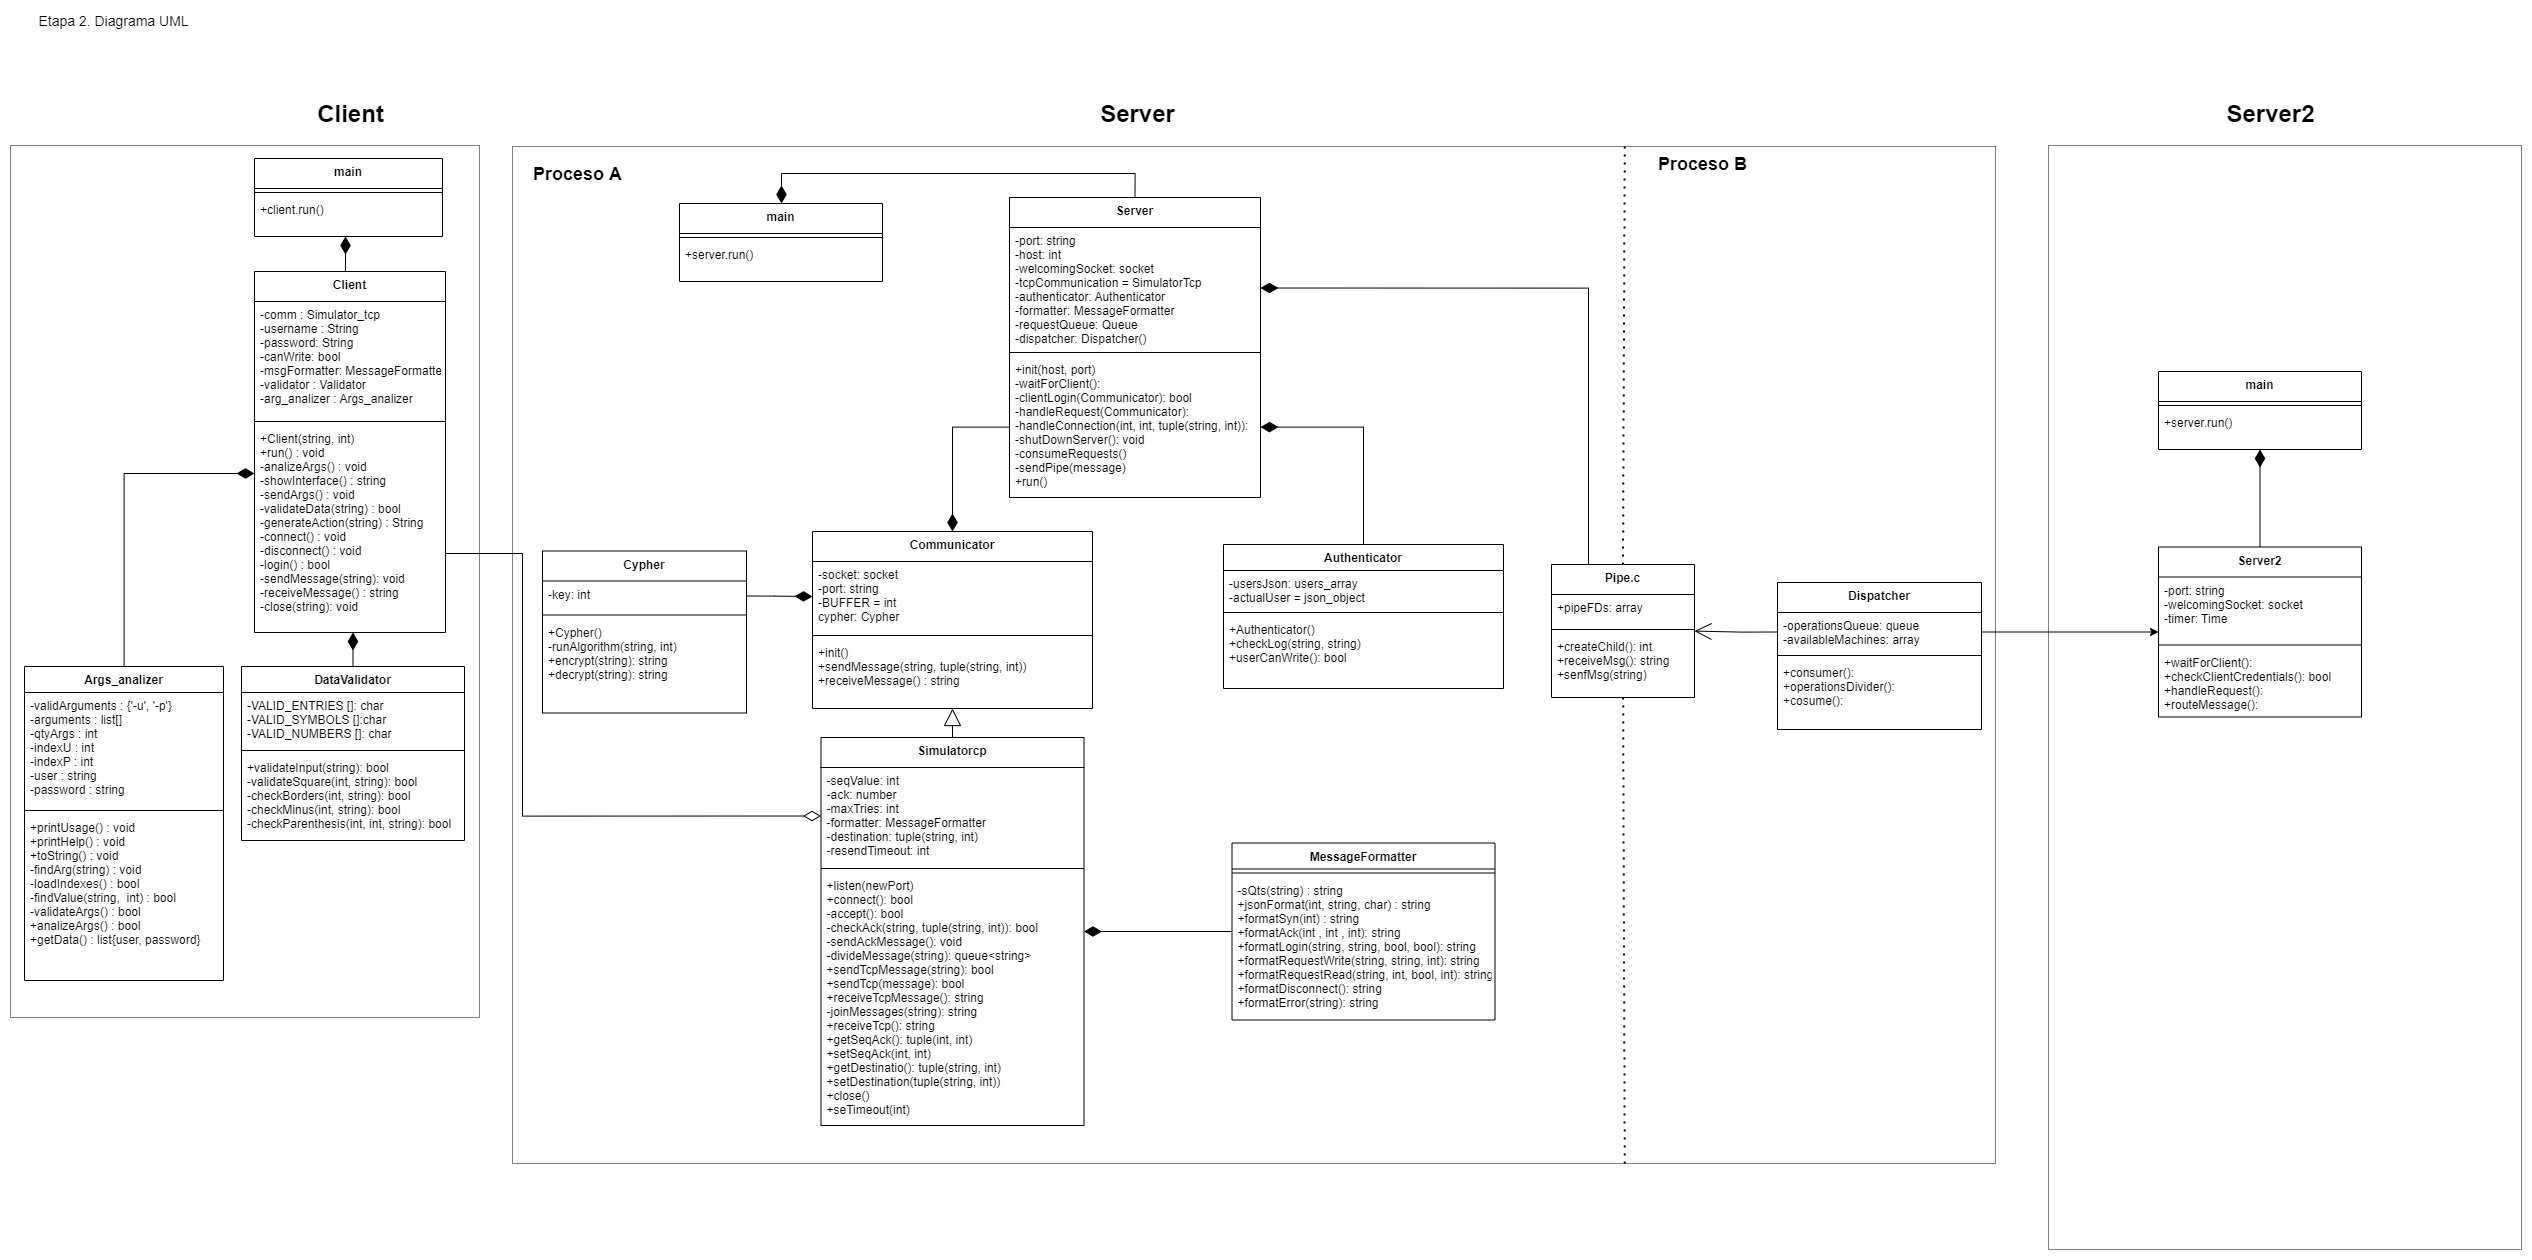 Etapa 2. Diagrama UML
Client
main
+client.run()
Client
-comm : Simulator_tcp
-username : String
-password: String
-canWrite: bool
-msgFormatter: MessageFormatte
-validator : Validator
-arg_analizer : Args_analizer
+Client(string, int)
+run() : void
-analizeArgs() : void
-showInterface() : string
-sendArgs() : void
-validateData(string) : bool
-generateAction(string) : String
-connect() : void
-disconnect() : void
-login() : bool
-sendMessage(string): void
-receiveMessage() : string
-close(string): void
Args_analizer
-validArguments : {'-u', '-p'}
-arguments : list[]
-qtyArgs : int
-indexU : int
-indexP : int
-user : string
-password : string
+printUsage() : void
+printHelp() : void
+toString() : void
-findArg(string) : void
-loadIndexes() : bool
-findValue(string,  int) : bool
-validateArgs() : bool
+analizeArgs() : bool
+getData() : list{user, password}
DataValidator
-VALID_ENTRIES []: char
-VALID_SYMBOLS []:char
-VALID_NUMBERS []: char
+validateInput(string): bool
-validateSquare(int, string): bool
-checkBorders(int, string): bool
-checkMinus(int, string): bool
-checkParenthesis(int, int, string): bool
Server
Proceso A
main
+server.run()
Server
-port: string
-host: int
-welcomingSocket: socket
-tcpCommunication = SimulatorTcp
-authenticator: Authenticator
-formatter: MessageFormatter
-requestQueue: Queue
-dispatcher: Dispatcher()
+init(host, port)
-waitForClient():
-clientLogin(Communicator): bool
-handleRequest(Communicator):
-handleConnection(int, int, tuple(string, int)):
-shutDownServer(): void
-consumeRequests()
-sendPipe(message)
+run()
Cypher
-key: int
+Cypher()
-runAlgorithm(string, int)
+encrypt(string): string
+decrypt(string): string
Communicator
-socket: socket
-port: string
-BUFFER = int
cypher: Cypher
+init()
+sendMessage(string, tuple(string, int))
+receiveMessage() : string
Authenticator
-usersJson: users_array
-actualUser = json_object
+Authenticator()
+checkLog(string, string)
+userCanWrite(): bool
Simulatorcp
-seqValue: int
-ack: number
-maxTries: int
-formatter: MessageFormatter
-destination: tuple(string, int)
-resendTimeout: int
+listen(newPort)
+connect(): bool
-accept(): bool
-checkAck(string, tuple(string, int)): bool
-sendAckMessage(): void
-divideMessage(string): queue<string>
+sendTcpMessage(string): bool
+sendTcp(message): bool
+receiveTcpMessage(): string
-joinMessages(string): string
+receiveTcp(): string
+getSeqAck(): tuple(int, int)
+setSeqAck(int, int)
+getDestinatio(): tuple(string, int)
+setDestination(tuple(string, int))
+close()
+seTimeout(int)
MessageFormatter
-sQts(string) : string
+jsonFormat(int, string, char) : string
+formatSyn(int) : string
+formatAck(int , int , int): string
+formatLogin(string, string, bool, bool): string
+formatRequestWrite(string, string, int): string
+formatRequestRead(string, int, bool, int): string
+formatDisconnect(): string
+formatError(string): string
Proceso B
Pipe.c
+pipeFDs: array
+createChild(): int
+receiveMsg(): string
+senfMsg(string)
Dispatcher
-operationsQueue: queue
-availableMachines: array
+consumer():
+operationsDivider():
+cosume():
Server2
main
+server.run()
Server2
-port: string
-welcomingSocket: socket
-timer: Time
+waitForClient():
+checkClientCredentials(): bool
+handleRequest():
+routeMessage():